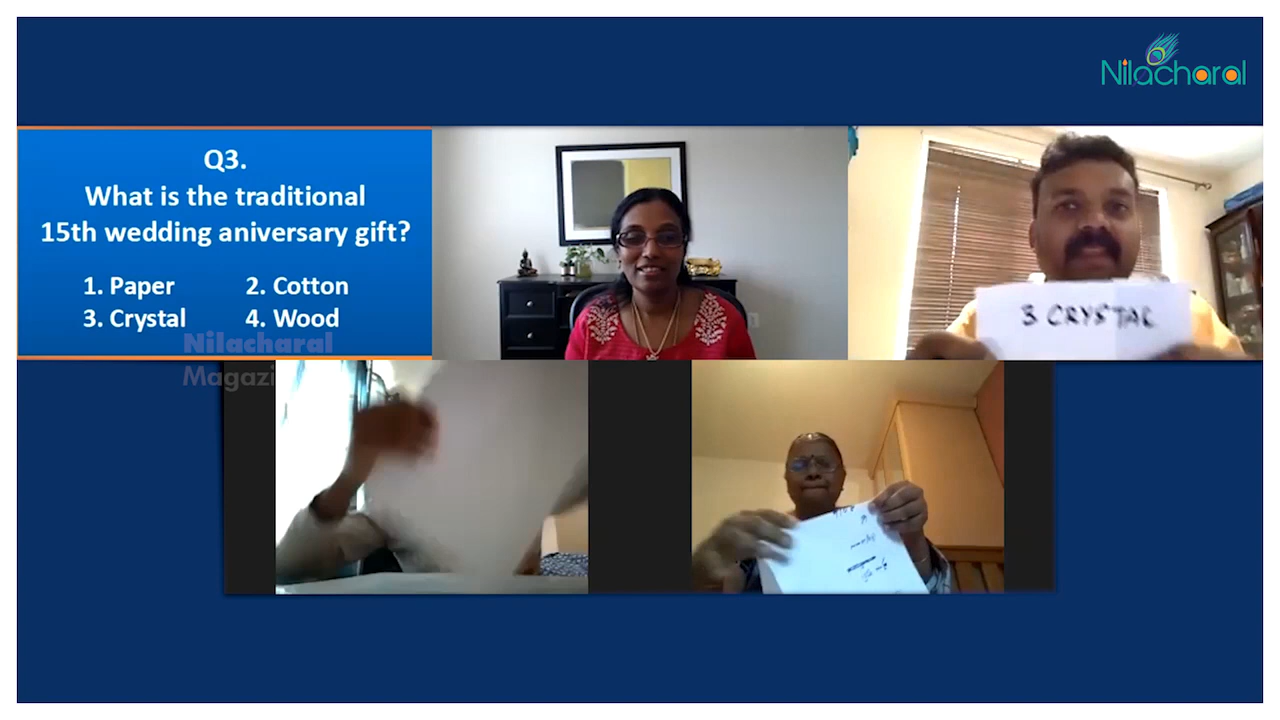 Nilacharal
Q3.
What is the traditional
15th wedding aniversary gift?
1. Paper 2. Cotton
3. Crystal 4. Wood
Nilacharal
Magazi
3 CRYSTAL